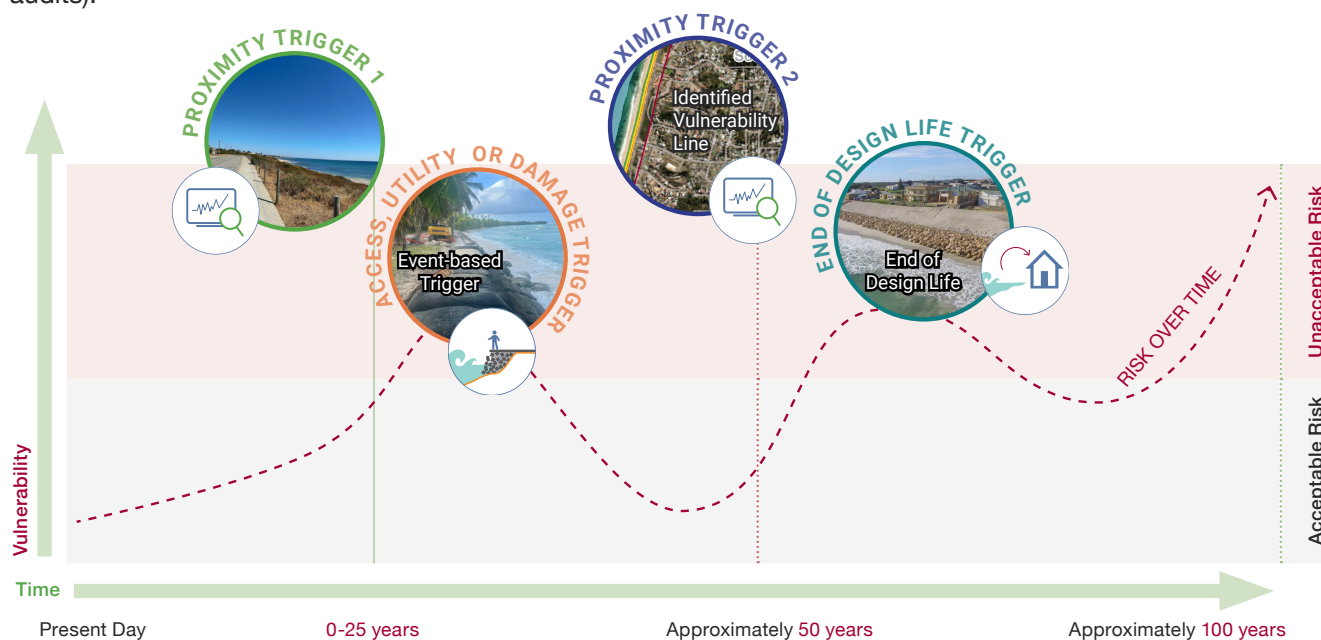 audits).
PROXIMITY TRIGGER 1
PROXIMITY TRIGGER 2
Identified
Vulnerability
Line
ACCESS, UTILITY OR DAMAGE TRIGGER
Event-based
Trigger
END OF DESIGN LIFE TRIGGER
End of
Design Life
RISK OVER TIME
Unacceptable Risk
Acceptable Risk
Vulnerability
Time
Present Day
0-25 years
Approximately 50 years
Approximately 100 years